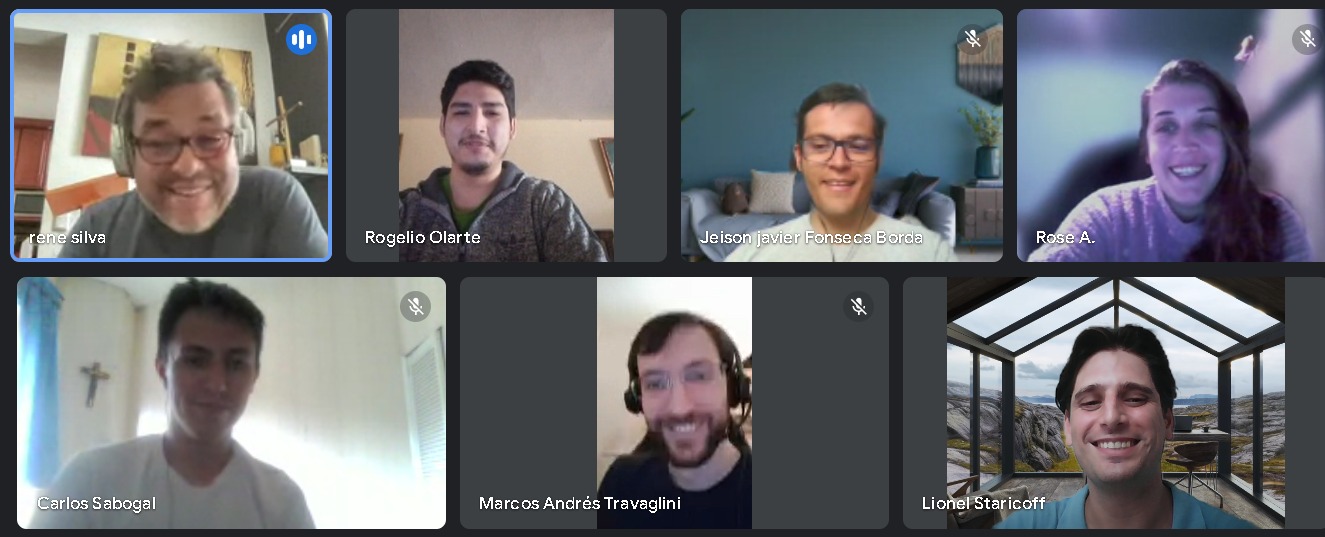 rene silva
Rogelio Olarte
Jeison javier Fonseca Borda
Rose A.
Carlos Sabogal
Marcos Andrés Travaglini
Lionel Staricoff